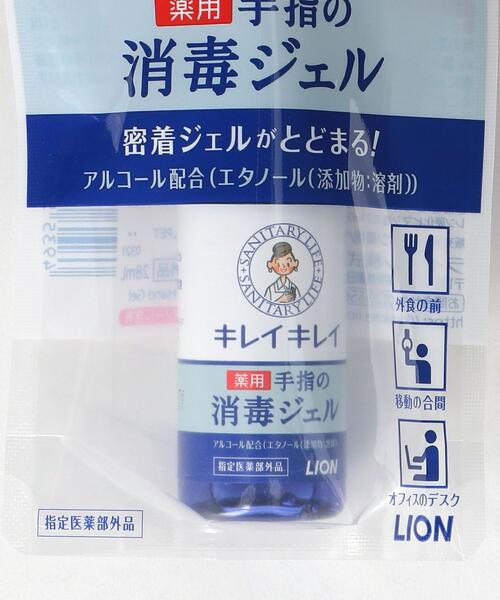 薬用 手指の
消毒ジェル
密着ジェルがとどまる!
アルコール配合(エタノール(添加物:溶剤))
4935
0321
28mL
Hand Gel
SANITARY LIFE
SANITARY LIFE
キレイキレイ
薬用 手指の
消毒ジェル
アルコール配合(エタノール(添加物:溶剤))
指定医薬部外品
LION
外食の前
移動の合間
オフィスのデスク
LION
指定医薬部外品